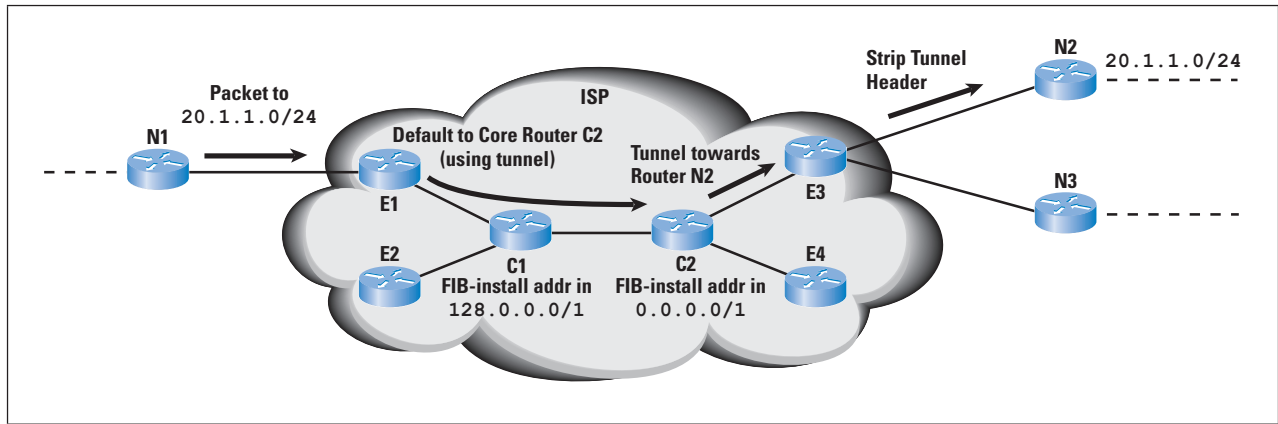 N2
Strip Tunnel
Header
20.1.1.0/24
ISP
Packet to
20.1.1.0/24
N1
Default to Core Router C2
(using tunnel)
Tunnel towards
Router N2
E3
N3
E1
E2
C1
FIB-install addr in
128.0.0.0/1
C2
FIB-install addr in
0.0.0.0/1
E4